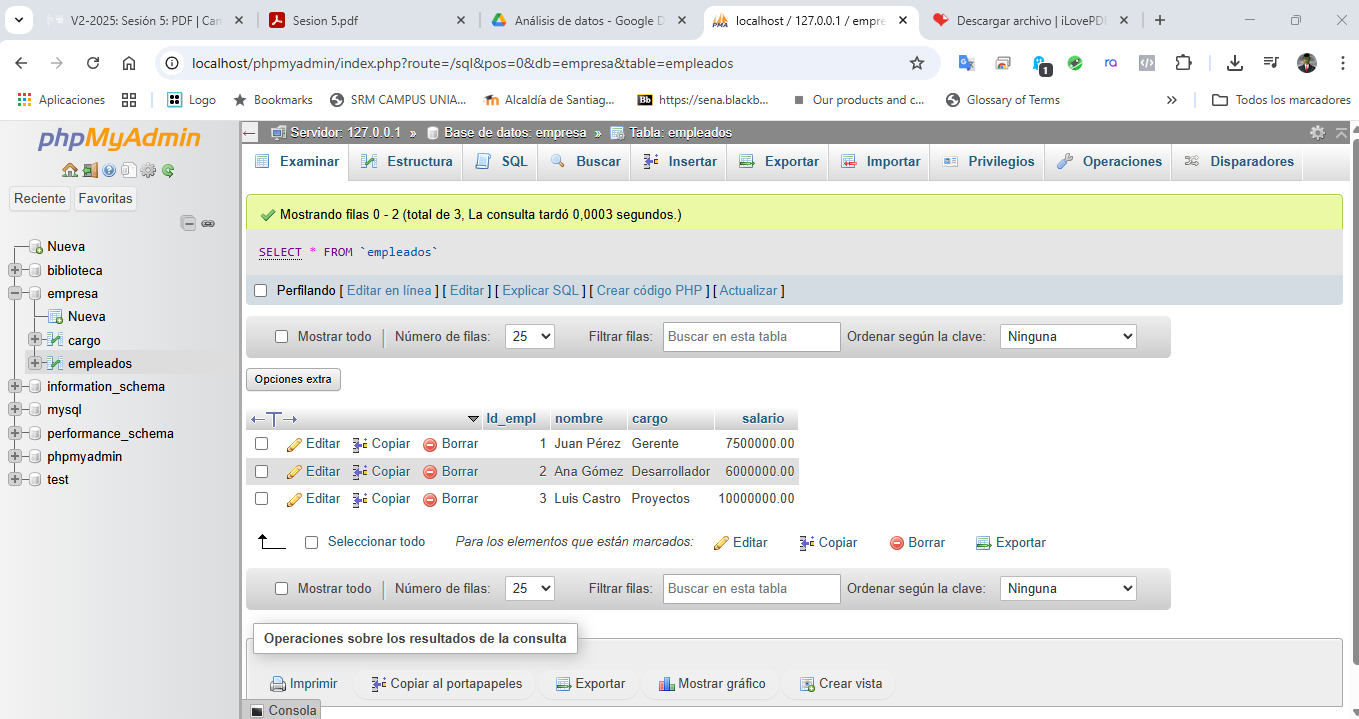 V2-2025: Sesión 5: PDF | Can
Sesion 5.pdf
Análisis de datos - Google D
localhost / 127.0.0.1 / empre
Descargar archivo | iLovePDF
localhost/phpmyadmin/index.php?route=/sql&pos=0&db=empresa&table=empleados
1
Aplicaciones
Logo
Bookmarks
SRM CAMPUS UNIA...
Alcaldía de Santiag...
Bb
https://sena.blackb...
Our products and c...
Glossary of Terms
Todos los marcadores
phpMyAdmin
Reciente
Favoritas
Nueva
biblioteca
empresa
Nueva
cargo
empleados
information_schema
mysql
performance_schema
phpmyadmin
test
Servidor: 127.0.0.1 » Base de datos: empresa » Tabla: empleados
Examinar
Estructura
SQL
Buscar
Insertar
Exportar
Importar
Privilegios
Operaciones
Disparadores
Mostrando filas 0 - 2 (total de 3, La consulta tardó 0,0003 segundos.)
SELECT * FROM `empleados`
Perfilando [ Editar en línea ] [ Editar ] [ Explicar SQL ] [ Crear código PHP ] [ Actualizar ]
Mostrar todo | Número de filas: 25 Filtrar filas: Buscar en esta tabla Ordenar según la clave: Ninguna
Opciones extra
←T→ Id_empl nombre cargo salario
Editar Copiar Borrar 1 Juan Pérez Gerente 7500000.00
Editar Copiar Borrar 2 Ana Gómez Desarrollador 6000000.00
Editar Copiar Borrar 3 Luis Castro Proyectos 10000000.00
Seleccionar todo Para los elementos que están marcados: Editar Copiar Borrar Exportar
Mostrar todo | Número de filas: 25 Filtrar filas: Buscar en esta tabla Ordenar según la clave: Ninguna
Operaciones sobre los resultados de la consulta
Imprimir Copiar al portapapeles Exportar Mostrar gráfico Crear vista
Consola